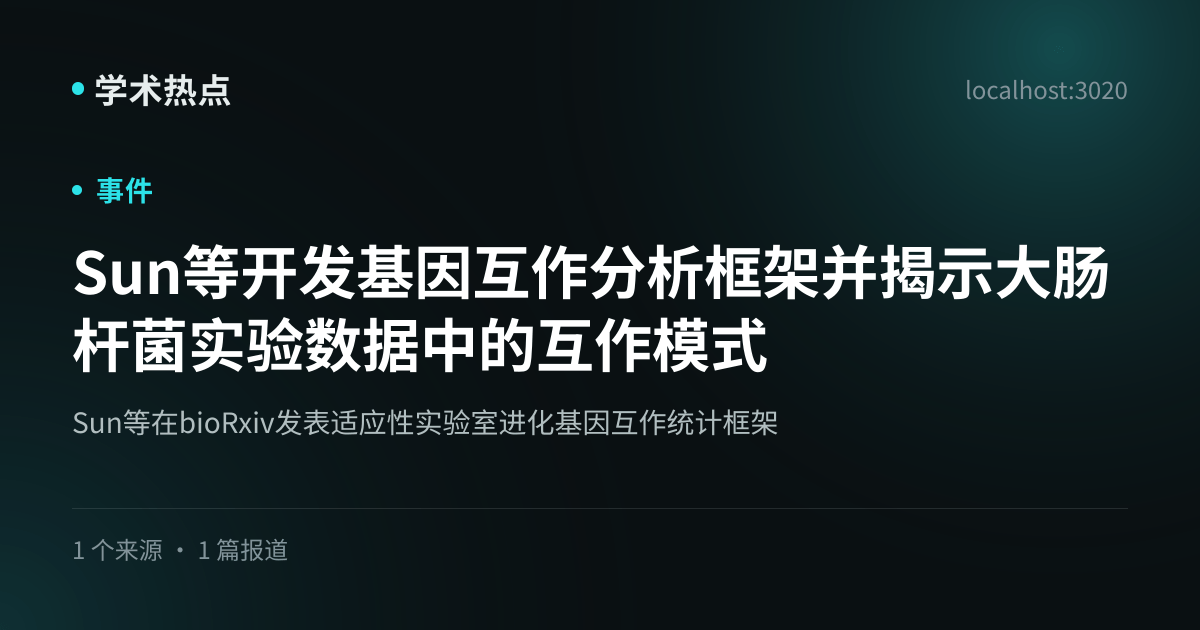 学术热点
localhost:3020
事件
Sun等开发基因互作分析框架并揭示大肠
杆菌实验数据中的互作模式
Sun等在bioRxiv发表适应性实验室进化基因互作统计框架
1 个来源 · 1 篇报道